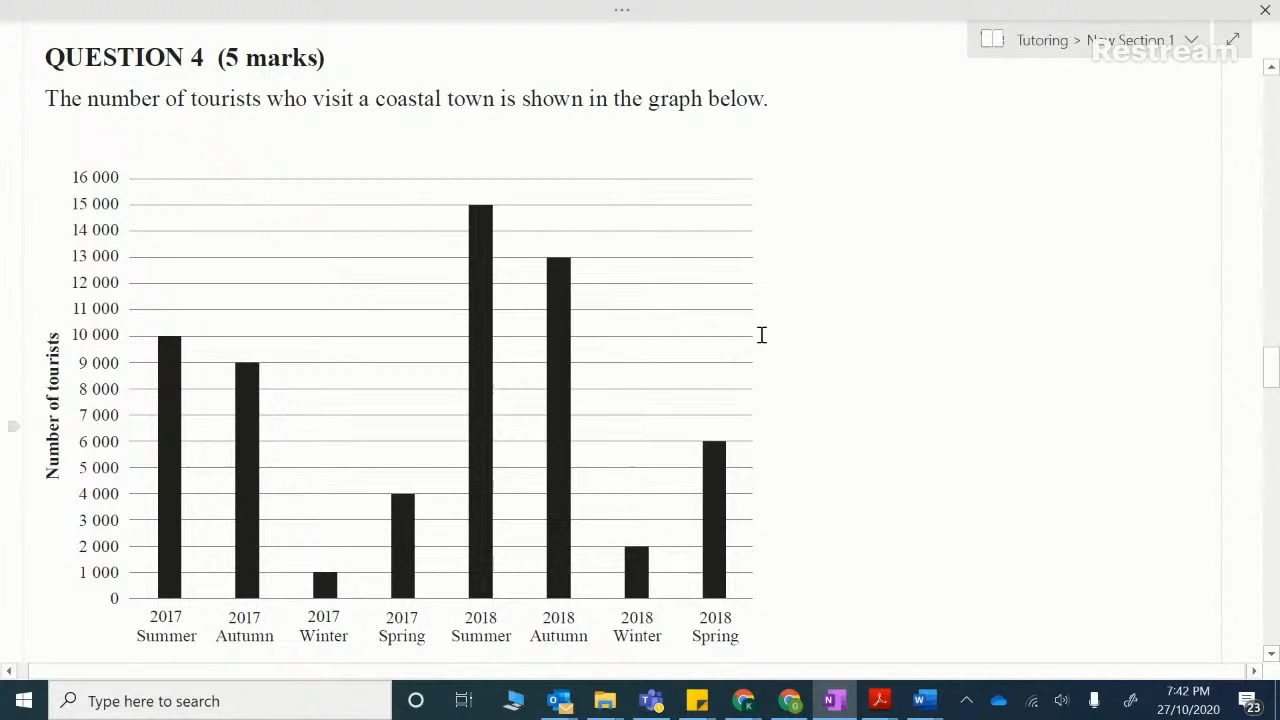 Tutoring > New Section 1
Restream
QUESTION 4 (5 marks)
The number of tourists who visit a coastal town is shown in the graph below.
Number of tourists
16 000
15 000
14 000
13 000
12 000
11 000
10 000
9 000
8 000
7 000
6 000
5 000
4 000
3 000
2 000
1 000
0
2017 Summer
2017 Autumn
2017 Winter
2017 Spring
2018 Summer
2018 Autumn
2018 Winter
2018 Spring
Type here to search
7:42 PM
27/10/2020
23